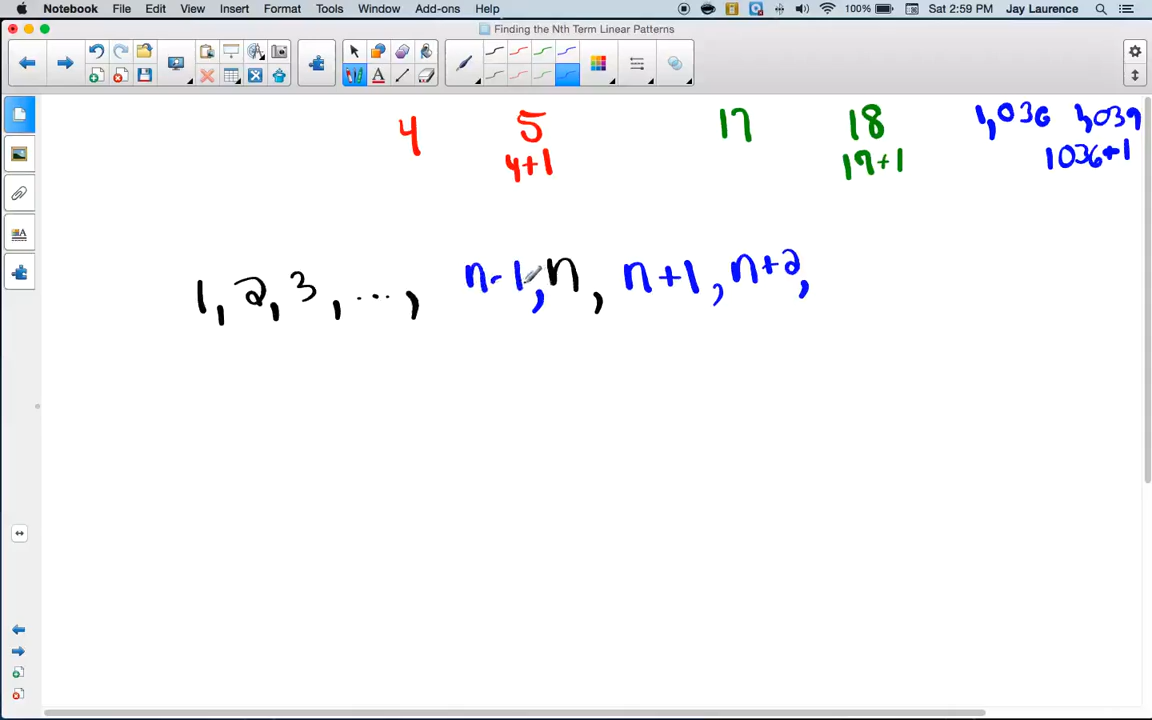 Notebook File Edit View Insert Format Tools Window Add-ons Help 100% Sat 2:59 PM Jay Laurence
Finding the Nth Term Linear Patterns
4 5 17 18 1,036 1,039
4+1 17+1 1036+1
1, 2, 3, ..., n-1, n, n+1, n+2,